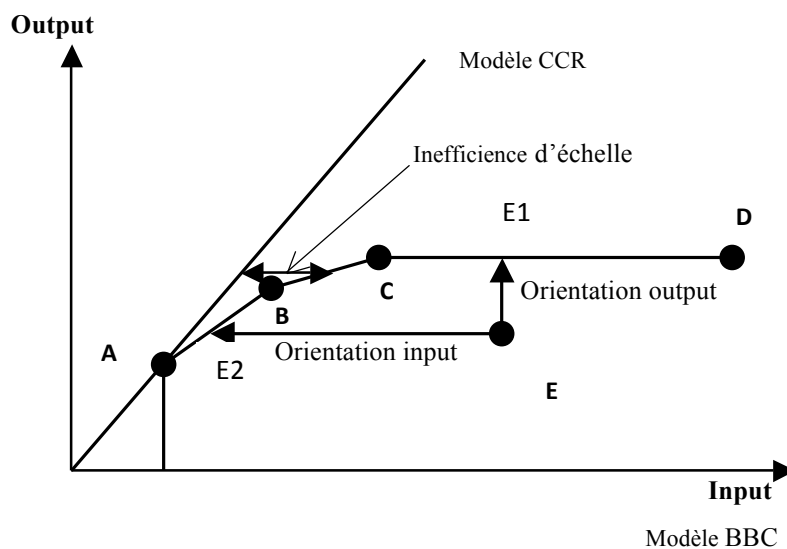 Output
Modèle CCR
Inefficience d'échelle
E1
D
C
Orientation output
B
A
Orientation input
E2
E
Input
Modèle BBC